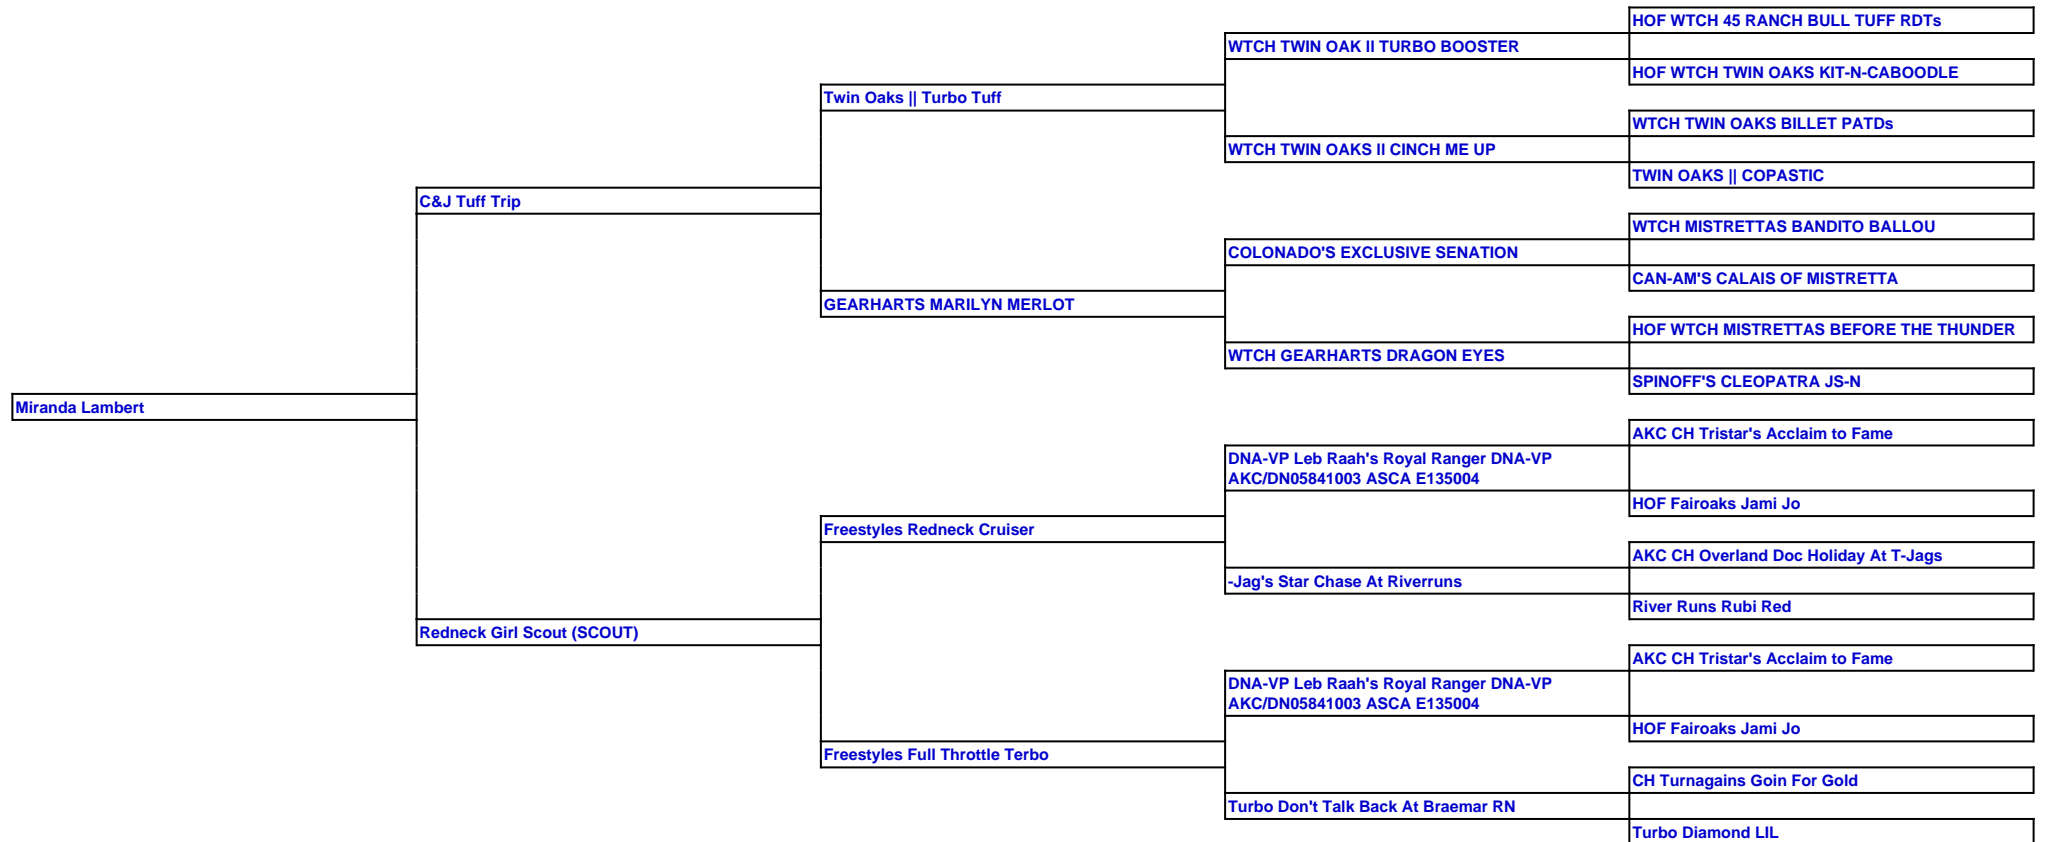 HOF WTCH 45 RANCH BULL TUFF RDTs
WTCH TWIN OAK II TURBO BOOSTER
HOF WTCH TWIN OAKS KIT-N-CABOODLE
Twin Oaks || Turbo Tuff
WTCH TWIN OAKS BILLET PATDs
WTCH TWIN OAKS II CINCH ME UP
TWIN OAKS || COPASTIC
C&J Tuff Trip
WTCH MISTRETTAS BANDITO BALLOU
COLONADO'S EXCLUSIVE SENATION
CAN-AM'S CALAIS OF MISTRETTA
GEARHARTS MARILYN MERLOT
HOF WTCH MISTRETTAS BEFORE THE THUNDER
WTCH GEARHARTS DRAGON EYES
SPINOFF'S CLEOPATRA JS-N
Miranda Lambert
AKC CH Tristar's Acclaim to Fame
DNA-VP Leb Raah's Royal Ranger DNA-VP
AKC/DN05841003 ASCA E135004
HOF Fairoaks Jami Jo
Freestyles Redneck Cruiser
AKC CH Overland Doc Holiday At T-Jags
-Jag's Star Chase At Riverruns
River Runs Rubi Red
Redneck Girl Scout (SCOUT)
AKC CH Tristar's Acclaim to Fame
DNA-VP Leb Raah's Royal Ranger DNA-VP
AKC/DN05841003 ASCA E135004
HOF Fairoaks Jami Jo
Freestyles Full Throttle Terbo
CH Turnagains Goin For Gold
Turbo Don't Talk Back At Braemar RN
Turbo Diamond LIL